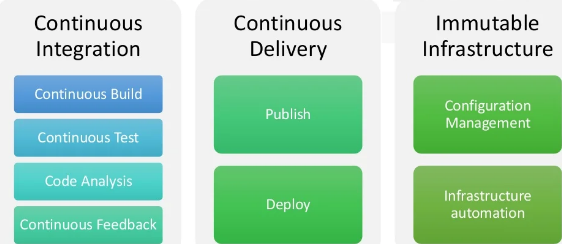 Continuous
Integration
Continuous Build
Continuous Test
Code Analysis
Continuous Feedback
Continuous
Delivery
Publish
Deploy
Immutable
Infrastructure
Configuration
Management
Infrastructure
automation